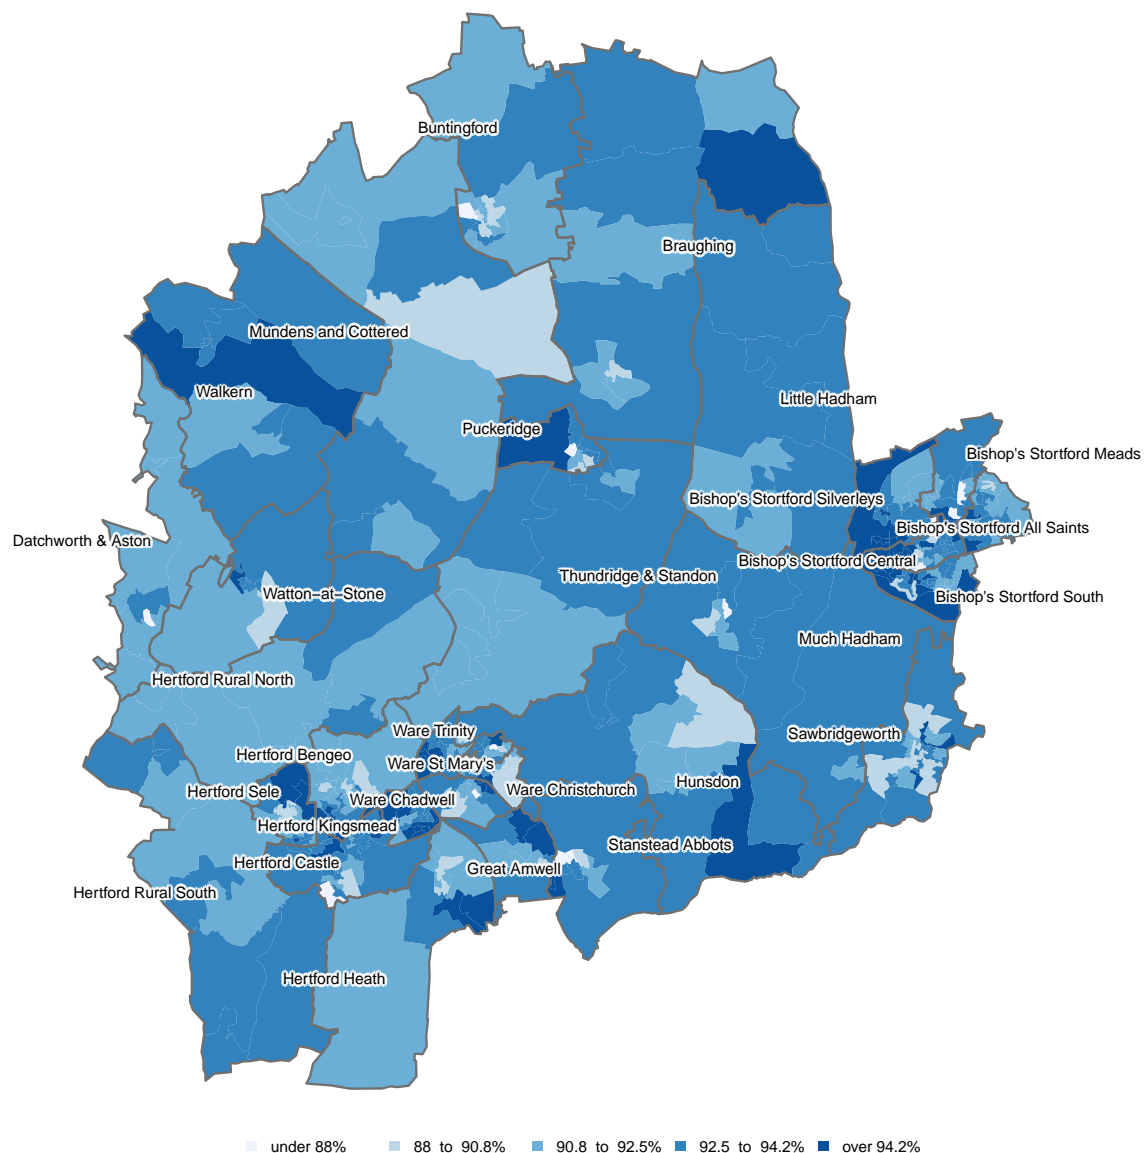 Buntingford
Braughing
Mundens and Cottered
Walkern
Little Hadham
Puckeridge
Bishop's Stortford Meads
Bishop's Stortford Silverleys
Bishop's Stortford All Saints
Datchworth & Aston
Bishop's Stortford Central
Thundridge & Standon
Watton−at−Stone
Bishop's Stortford South
Much Hadham
Hertford Rural North
Ware Trinity
Sawbridgeworth
Hertford Bengeo
Ware St Mary's
Hunsdon
Hertford Sele
Ware Christchurch
Ware Chadwell
Hertford Kingsmead
Stanstead Abbots
Hertford Castle
Great Amwell
Hertford Rural South
Hertford Heath
under 88% 88 to 90.8% 90.8 to 92.5% 92.5 to 94.2% over 94.2%